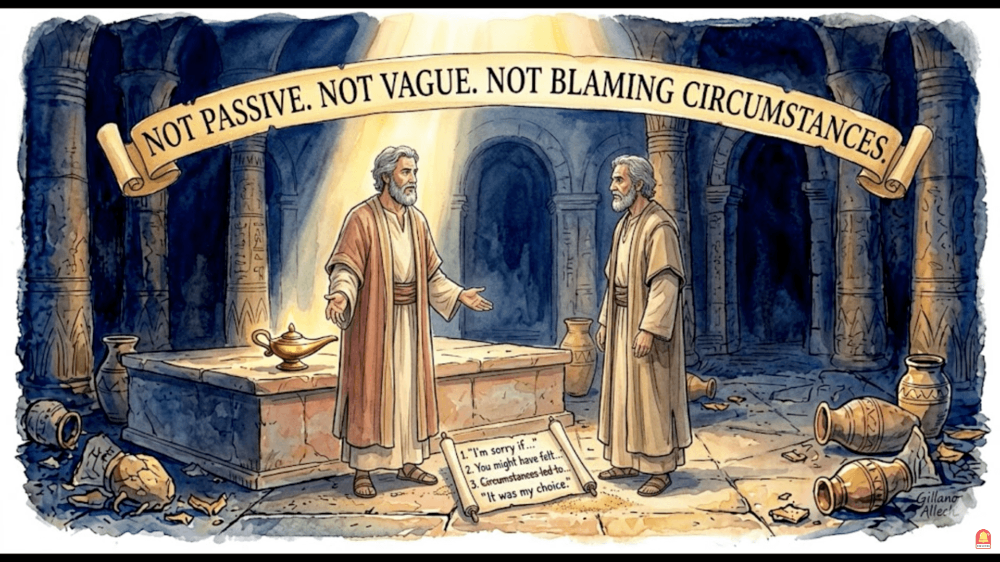 NOT PASSIVE. NOT VAGUE. NOT BLAMING CIRCUMSTANCES.
1. "I'm sorry if..."
2. You might have felt...
3. Circumstances led to...
"It was my choice."
Gillano
Allech
SUBSCRIBE